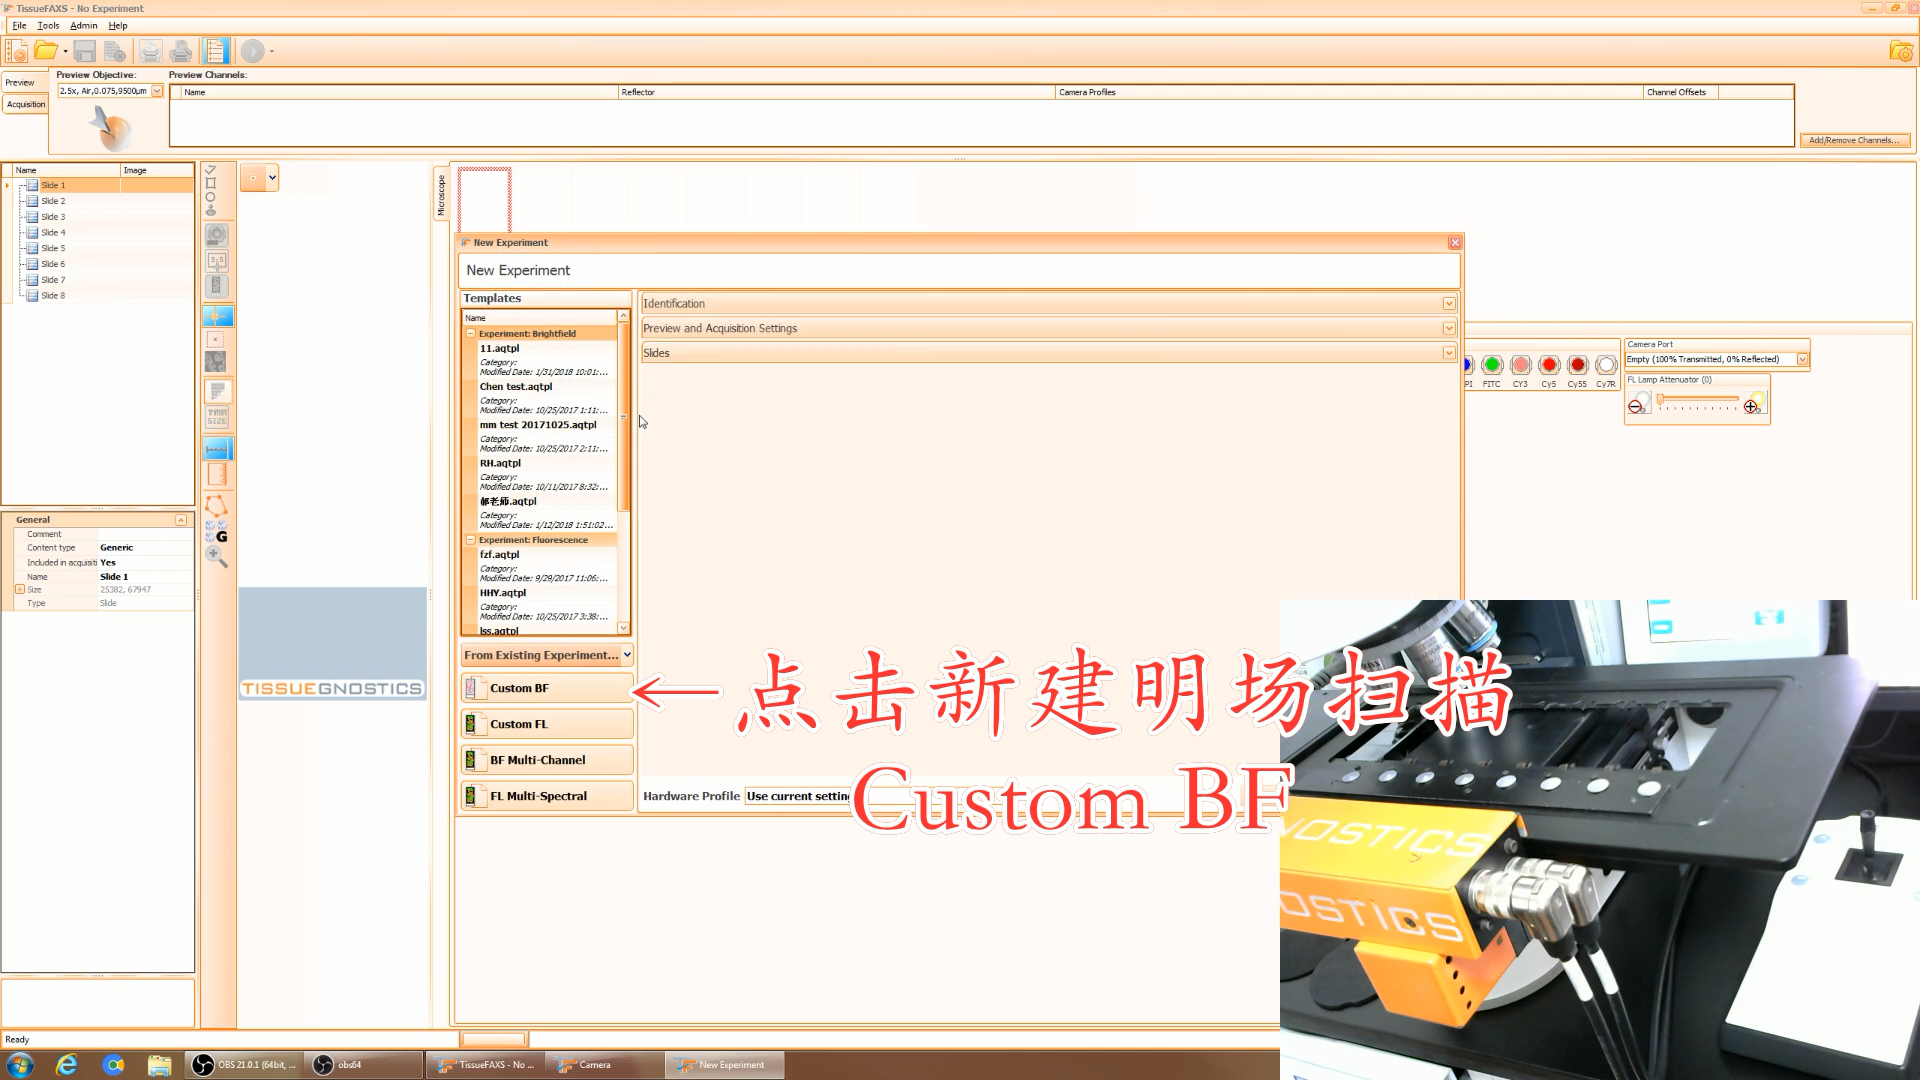 TissueFAXS - No Experiment
File Tools Admin Help
Preview
Acquisition
Preview Objective:
2.5x, Air,0.075,9500µm
Preview Channels:
Name Reflector Camera Profiles Channel Offsets
Add/Remove Channels...
Name Image
Slide 1
Slide 2
Slide 3
Slide 4
Slide 5
Slide 6
Slide 7
Slide 8
Microscope
New Experiment
New Experiment
Templates
Name
Experiment: Brightfield
11.aqtpl
Category:
Modified Date: 1/31/2018 10:01:...
Chen test.aqtpl
Category:
Modified Date: 10/25/2017 1:11:...
mm test 20171025.aqtpl
Category:
Modified Date: 10/25/2017 2:11:...
RH.aqtpl
Category:
Modified Date: 10/11/2017 8:32:...
郝老师.aqtpl
Category:
Modified Date: 1/12/2018 1:51:02...
Experiment: Fluorescence
fzf.aqtpl
Category:
Modified Date: 9/29/2017 11:06:...
HHY.aqtpl
Category:
Modified Date: 10/25/2017 3:38:...
lss.aqtpl
From Existing Experiment...
Custom BF
Custom FL
BF Multi-Channel
FL Multi-Spectral
Identification
Preview and Acquisition Settings
Slides
Hardware Profile Use current setting
点击新建明场扫描
Custom BF
PI FITC CY3 Cy5 Cy55 Cy7R
Camera Port
Empty (100% Transmitted, 0% Reflected)
FL Lamp Attenuator (0)
TMA
SIZE
G
General
Comment
Content type Generic
Included in acquisiti Yes
Name Slide 1
Size 25382, 67947
Type Slide
TISSUEGNOSTICS
NOSTICS
OSTICS
Ready
OBS 21.0.1 (64bit, ...
obs64
TissueFAXS - No ...
Camera
New Experiment